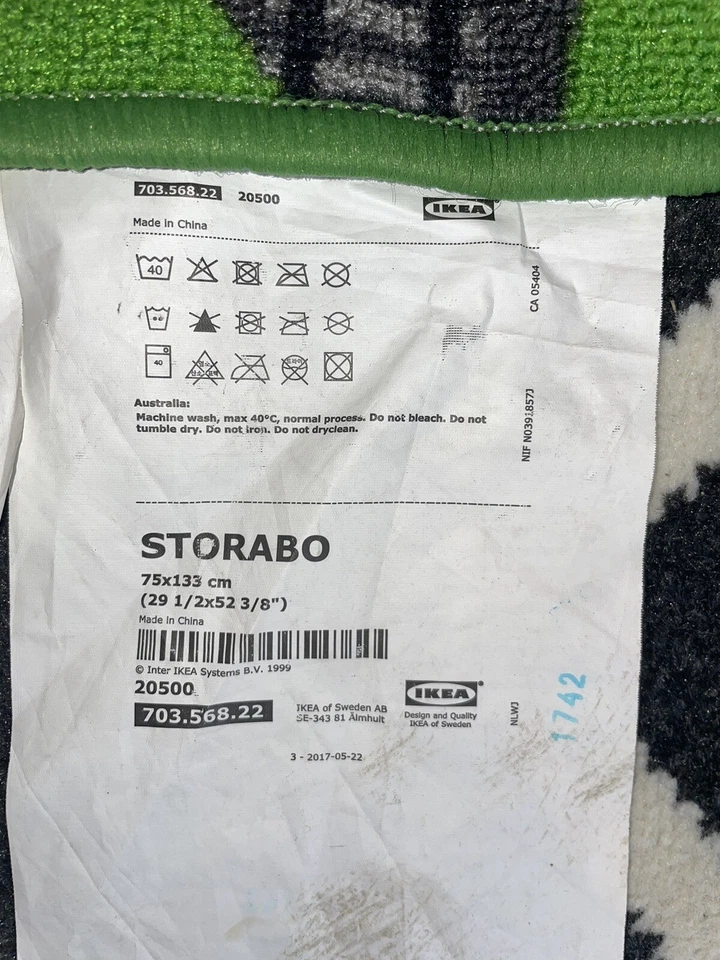 703.568.22 20500
IKEA
Made in China
40
40
Australia:
Machine wash, max 40°C, normal process. Do not bleach. Do not
tumble dry. Do not iron. Do not dryclean.
CA 05404
STORABO
75x133 cm
(29 1/2x52 3/8")
Made in China
© Inter IKEA Systems B.V. 1999
20500
703.568.22
IKEA of Sweden AB
SE-343 81 Älmhult
IKEA
Design and Quality
IKEA of Sweden
NLWJ
1742
3 - 2017-05-22